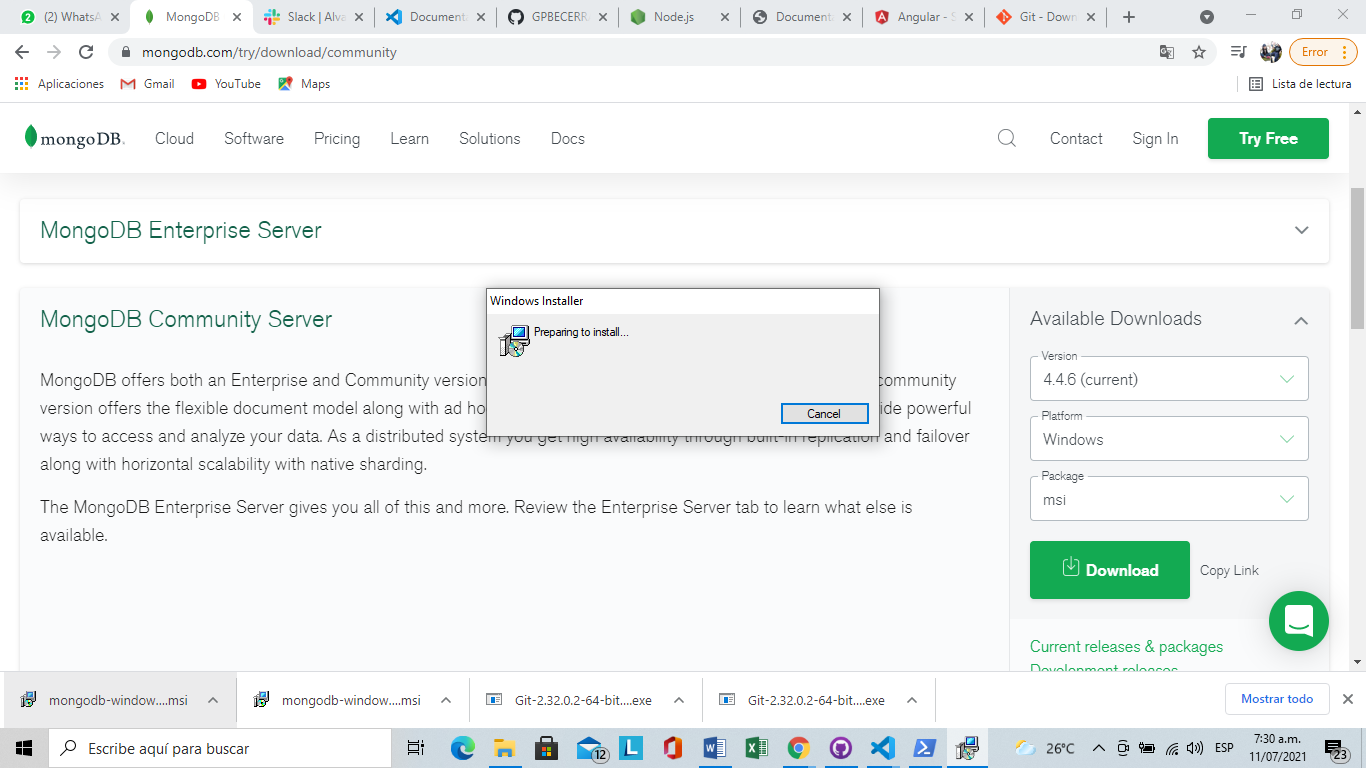 (2) WhatsA
MongoDB
Slack | Alva
Documenta
GPBECERR
Node.js
Documenta
Angular - S
Git - Down
mongodb.com/try/download/community
Error
Aplicaciones
Gmail
YouTube
Maps
Lista de lectura
mongoDB.
Cloud
Software
Pricing
Learn
Solutions
Docs
Contact
Sign In
Try Free
MongoDB Enterprise Server
MongoDB Community Server
MongoDB offers both an Enterprise and Community version
community
version offers the flexible document model along with ad ho
ide powerful
ways to access and analyze your data. As a distributed system you get high availability through built-in replication and failover
along with horizontal scalability with native sharding.
The MongoDB Enterprise Server gives you all of this and more. Review the Enterprise Server tab to learn what else is
available.
Windows Installer
Preparing to install...
Cancel
Available Downloads
Version
4.4.6 (current)
Platform
Windows
Package
msi
Download
Copy Link
Current releases & packages
Development releases
mongodb-window....msi
mongodb-window....msi
Git-2.32.0.2-64-bit....exe
Git-2.32.0.2-64-bit....exe
Mostrar todo
Escribe aquí para buscar
12
26°C
ESP
7:30 a.m.
11/07/2021
23